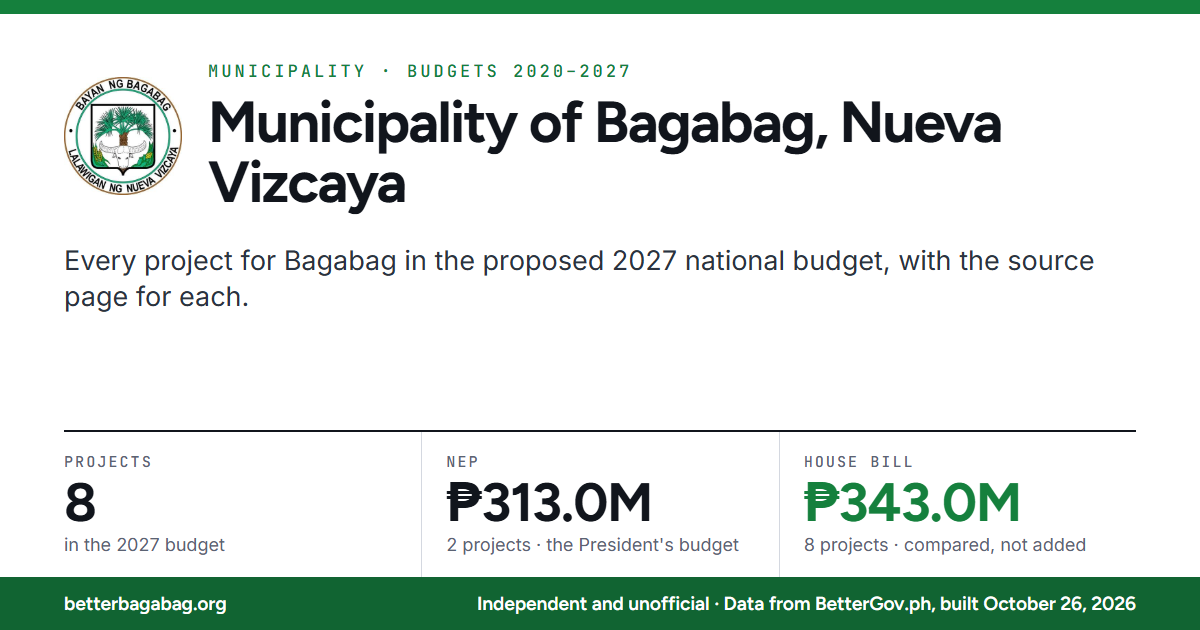 BAYAN NG BAGABAG
LALAWIGAN NG NUEVA VIZCAYA
MUNICIPALITY · BUDGETS 2020–2027
Municipality of Bagabag, Nueva
Vizcaya
Every project for Bagabag in the proposed 2027 national budget, with the source
page for each.
PROJECTS
8
in the 2027 budget
NEP
₱313.0M
2 projects · the President's budget
HOUSE BILL
₱343.0M
8 projects · compared, not added
betterbagabag.org
Independent and unofficial · Data from BetterGov.ph, built October 26, 2026